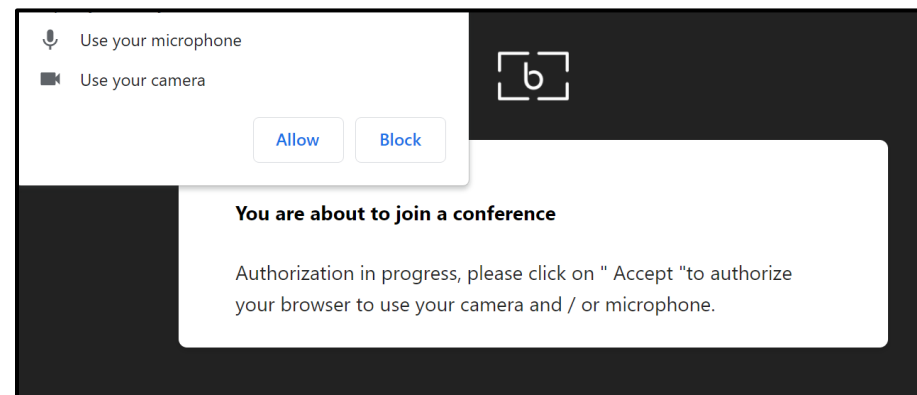 Use your microphone
Use your camera
Allow
Block
b
You are about to join a conference
Authorization in progress, please click on " Accept "to authorize
your browser to use your camera and / or microphone.